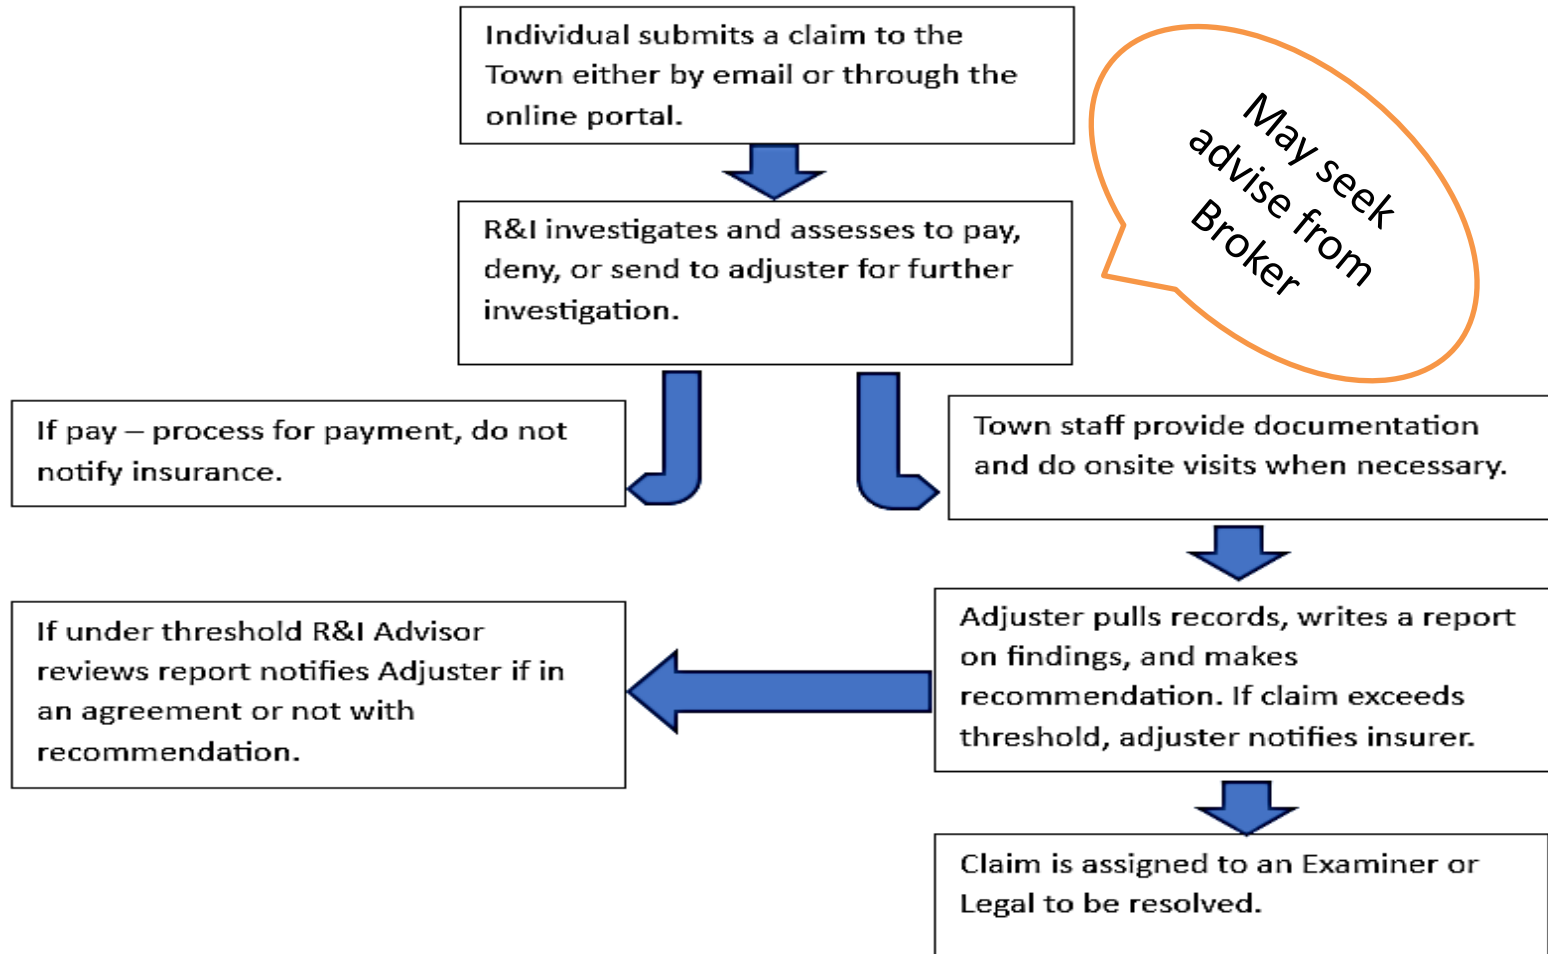 Individual submits a claim to the
Town either by email or through the
online portal.
May seek
advise from
Broker
R&I investigates and assesses to pay,
deny, or send to adjuster for further
investigation.
If pay – process for payment, do not
notify insurance.
Town staff provide documentation
and do onsite visits when necessary.
If under threshold R&I Advisor
reviews report notifies Adjuster if in
an agreement or not with
recommendation.
Adjuster pulls records, writes a report
on findings, and makes
recommendation. If claim exceeds
threshold, adjuster notifies insurer.
Claim is assigned to an Examiner or
Legal to be resolved.